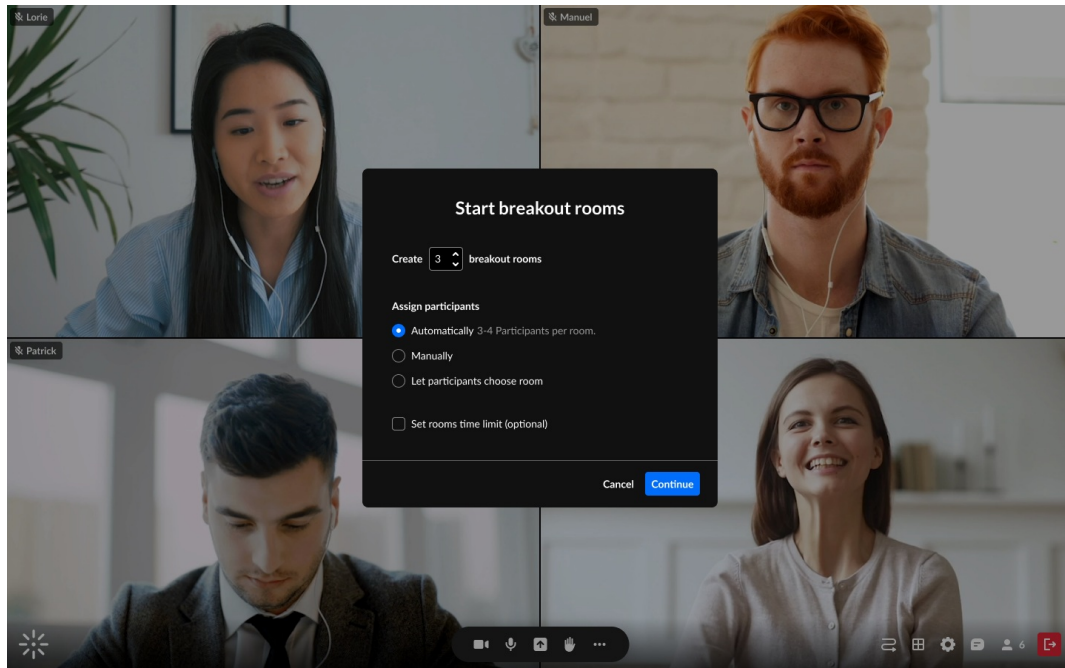 Lorie
Manuel
Start breakout rooms
Create 3 breakout rooms
Assign participants
Automatically 3-4 Participants per room.
Manually
Let participants choose room
Set rooms time limit (optional)
Cancel Continue
Patrick
6